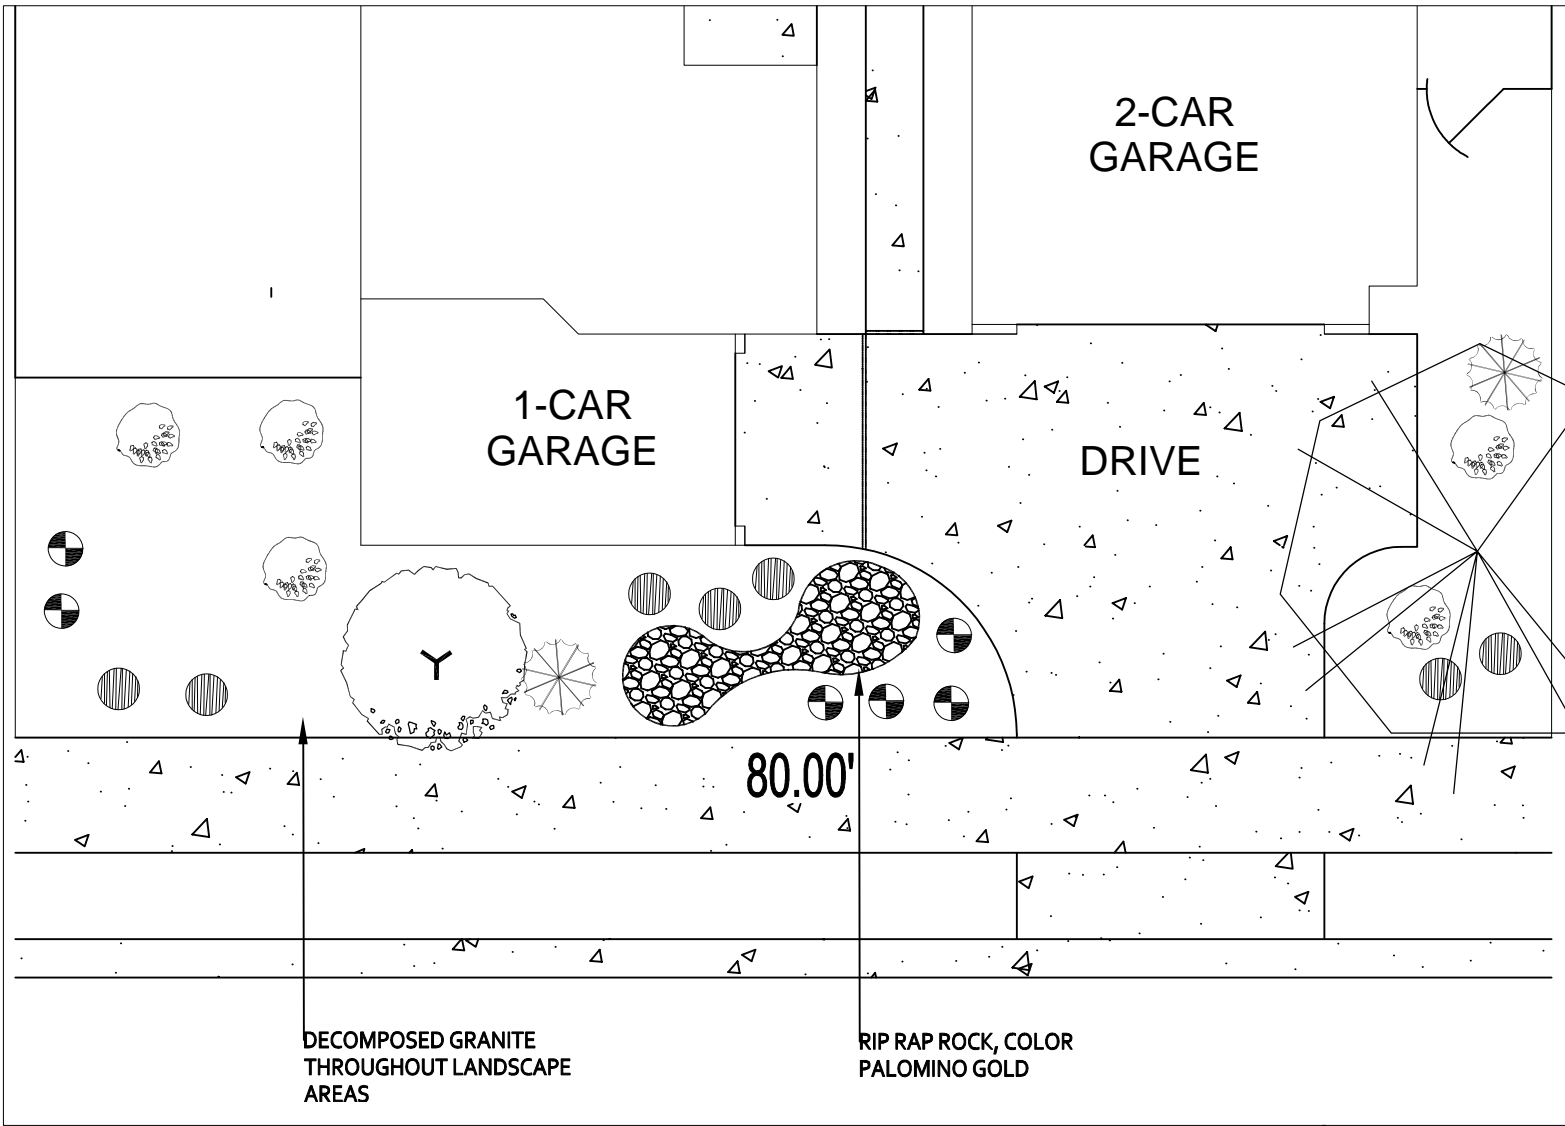 2-CAR
GARAGE
1-CAR
GARAGE
DRIVE
80.00'
DECOMPOSED GRANITE
THROUGHOUT LANDSCAPE
AREAS
RIP RAP ROCK, COLOR
PALOMINO GOLD